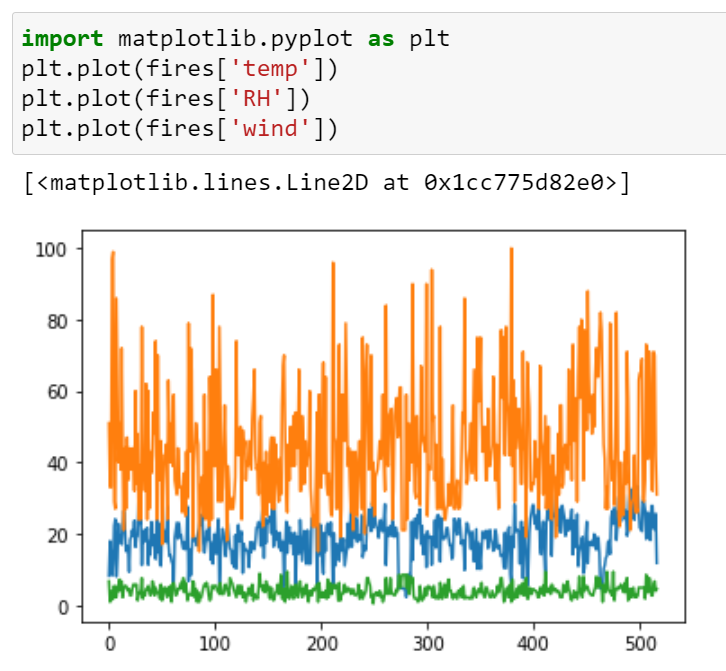 import matplotlib.pyplot as plt
plt.plot(fires['temp'])
plt.plot(fires['RH'])
plt.plot(fires['wind'])
[<matplotlib.lines.Line2D at 0x1cc775d82e0>]
100
80
60
40
20
0
0 100 200 300 400 500